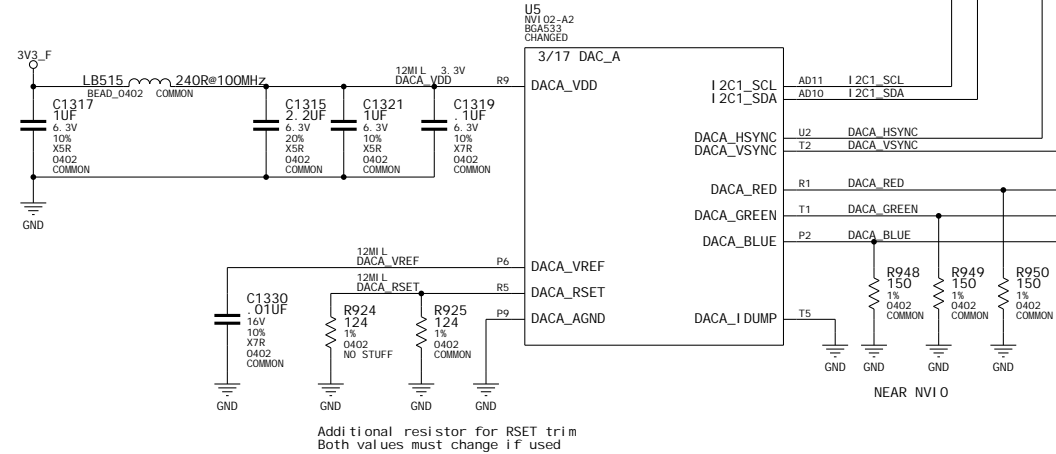 U5
NVIO2-A2
BGA533
CHANGED
3/17 DAC_A
3V3_F
LB515 240R@100MHz
BEAD_0402 COMMON
12MIL 3.3V
DACA_VDD
R9
DACA_VDD
C1317
1UF
6.3V
10%
X5R
0402
COMMON
C1315
2.2UF
6.3V
20%
X5R
0402
COMMON
C1321
1UF
6.3V
10%
X5R
0402
COMMON
C1319
.1UF
6.3V
10%
X7R
0402
COMMON
GND
I2C1_SCL AD11 I2C1_SCL
I2C1_SDA AD10 I2C1_SDA
DACA_HSYNC U2 DACA_HSYNC
DACA_VSYNC T2 DACA_VSYNC
DACA_RED R1 DACA_RED
DACA_GREEN T1 DACA_GREEN
DACA_BLUE P2 DACA_BLUE
12MIL
DACA_VREF P6 DACA_VREF
12MIL
DACA_RSET R5 DACA_RSET
P9 DACA_AGND
DACA_IDUMP T5
C1330
.01UF
16V
10%
X7R
0402
COMMON
R924
124
1%
0402
NO STUFF
R925
124
1%
0402
COMMON
R948
150
1%
0402
COMMON
R949
150
1%
0402
COMMON
R950
150
1%
0402
COMMON
GND GND GND GND
GND GND GND GND
NEAR NVIO
Additional resistor for RSET trim
Both values must change if used